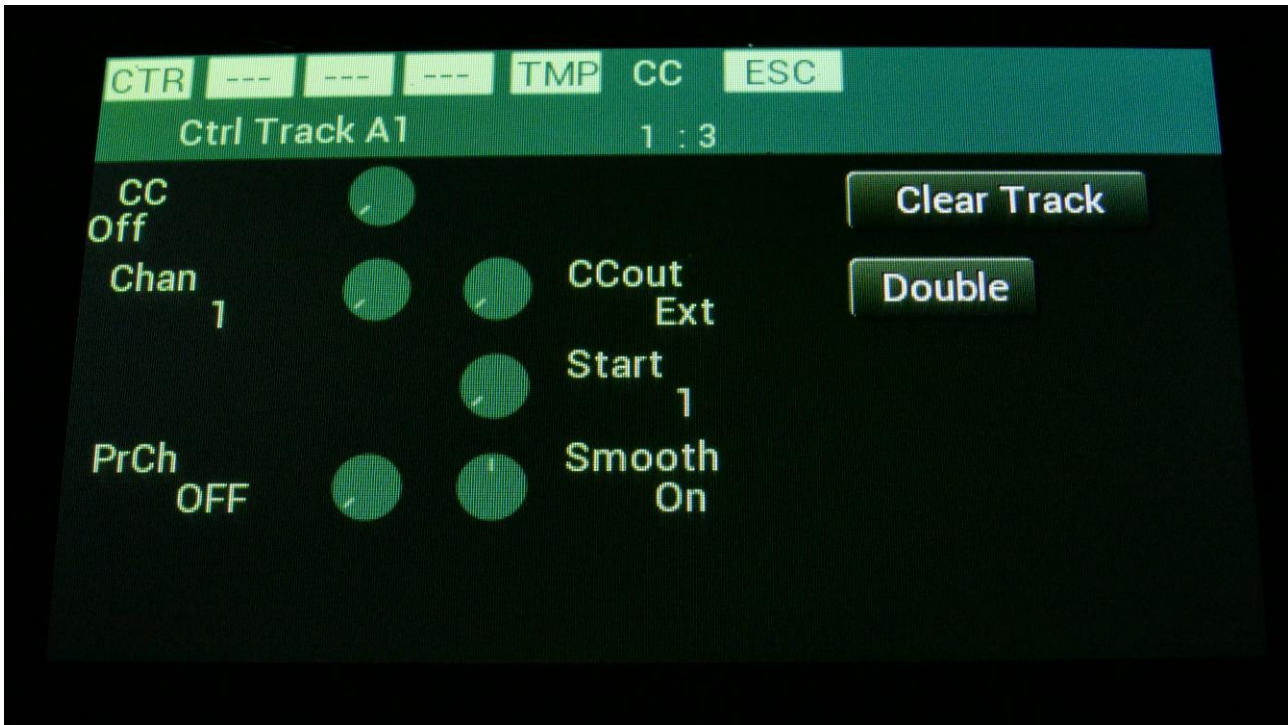 CTR --- --- --- TMP CC ESC
Ctrl Track A1 1 : 3
CC
Off
Clear Track
Chan
1
CCout
Ext
Double
Start
1
PrCh
OFF
Smooth
On